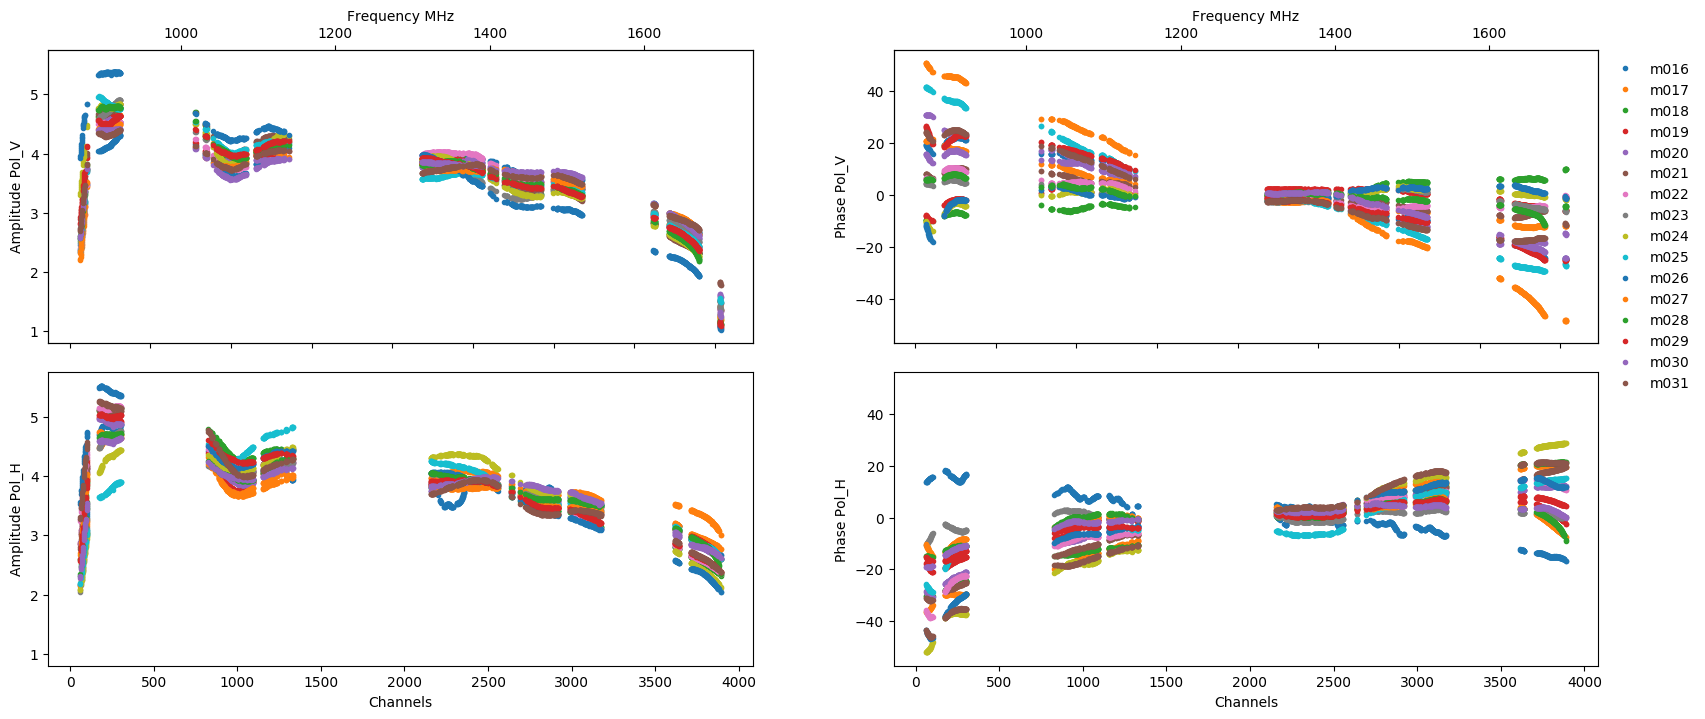 Frequency MHz
1000 1200 1400 1600
Amplitude Pol_V
5
4
3
2
1
Frequency MHz
1000 1200 1400 1600
Phase Pol_V
40
20
0
−20
−40
m016
m017
m018
m019
m020
m021
m022
m023
m024
m025
m026
m027
m028
m029
m030
m031
Amplitude Pol_H
5
4
3
2
1
0 500 1000 1500 2000 2500 3000 3500 4000
Channels
Phase Pol_H
40
20
0
−20
−40
0 500 1000 1500 2000 2500 3000 3500 4000
Channels